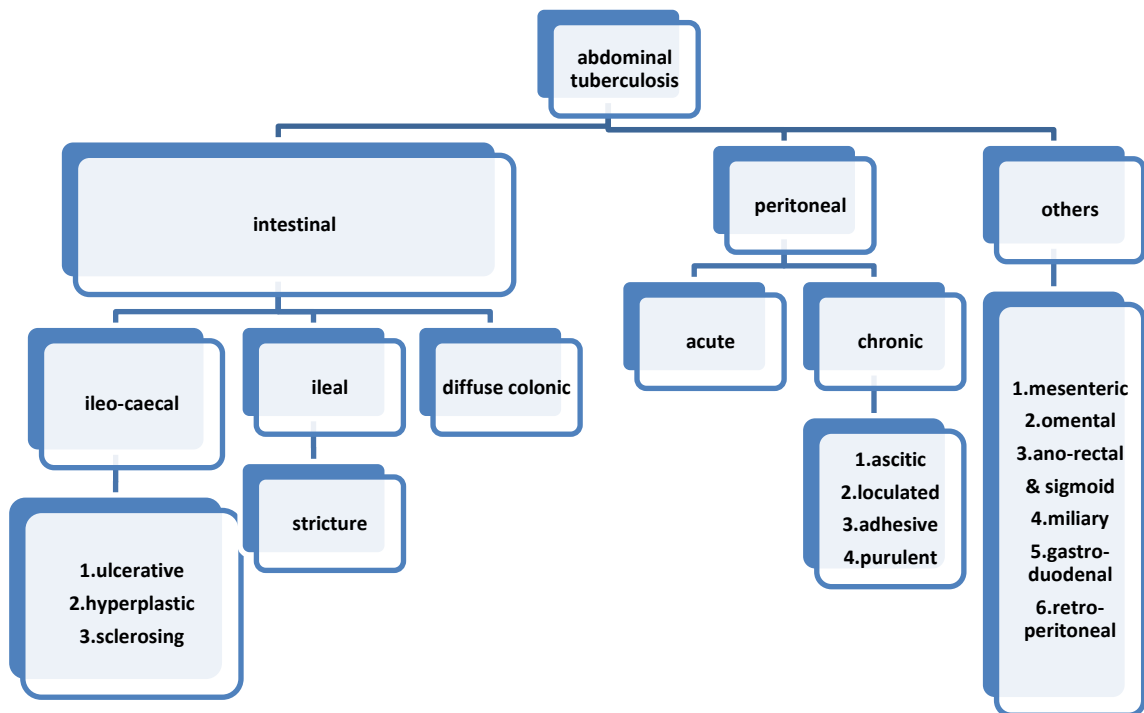 abdominal
tuberculosis
intestinal
peritoneal
others
ileo-caecal
ileal
diffuse colonic
acute
chronic
stricture
1.ulcerative
2.hyperplastic
3.sclerosing
1.ascitic
2.loculated
3.adhesive
4.purulent
1.mesenteric
2.omental
3.ano-rectal
& sigmoid
4.miliary
5.gastro-
duodenal
6.retro-
peritoneal